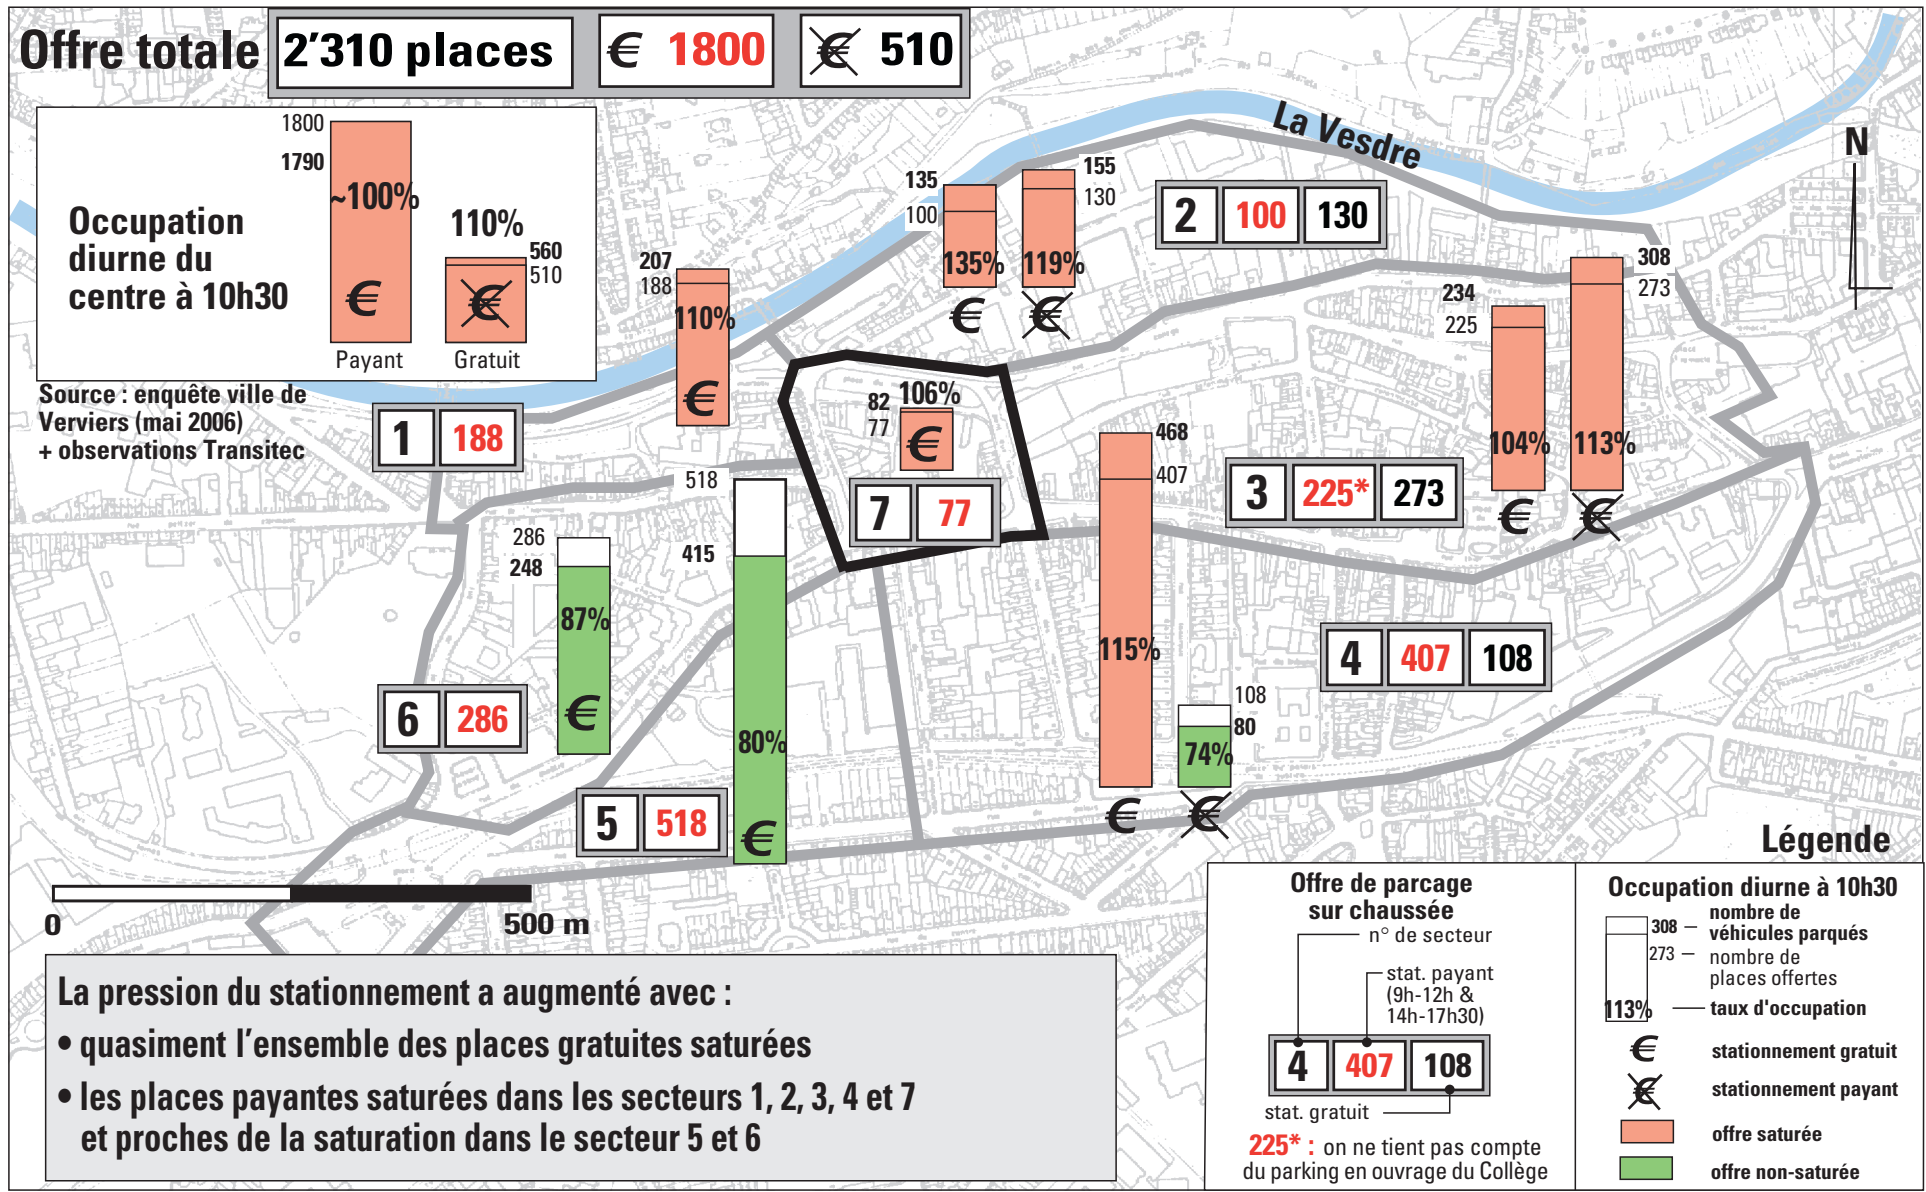 Offre totale 2'310 places € 1800 € 510
1800
1790
~100%
110%
560
510
Occupation
diurne du
centre à 10h30
€ €
Payant Gratuit
Source : enquête ville de
Verviers (mai 2006)
+ observations Transitec
La Vesdre
N
1 188
207
188
110%
€
2 100 130
135
100
135%
€
155
130
119%
€
3 225* 273
234
225
104%
€
308
273
113%
€
7 77
82
77
106%
€
4 407 108
468
407
115%
€
108
80
74%
€
5 518
518
415
80%
€
6 286
286
248
87%
€
0 500 m
La pression du stationnement a augmenté avec :
• quasiment l'ensemble des places gratuites saturées
• les places payantes saturées dans les secteurs 1, 2, 3, 4 et 7
et proches de la saturation dans le secteur 5 et 6
Légende
Offre de parcage
sur chaussée
n° de secteur
stat. payant
(9h-12h &
14h-17h30)
4 407 108
stat. gratuit
225* : on ne tient pas compte
du parking en ouvrage du Collège
Occupation diurne à 10h30
308 nombre de
véhicules parqués
273 nombre de
places offertes
113% taux d'occupation
€ stationnement gratuit
€ stationnement payant
offre saturée
offre non-saturée